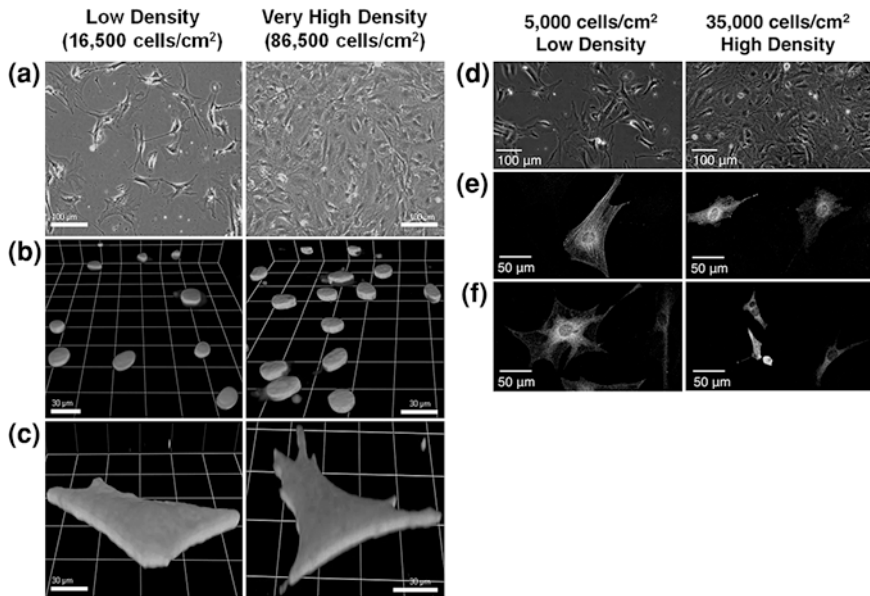 Low Density
(16,500 cells/cm²)
Very High Density
(86,500 cells/cm²)
(a)
100 µm
100 µm
(b)
30 µm
30 µm
(c)
30 µm
30 µm
5,000 cells/cm²
Low Density
35,000 cells/cm²
High Density
(d)
100 µm
100 µm
(e)
50 µm
50 µm
(f)
50 µm
50 µm